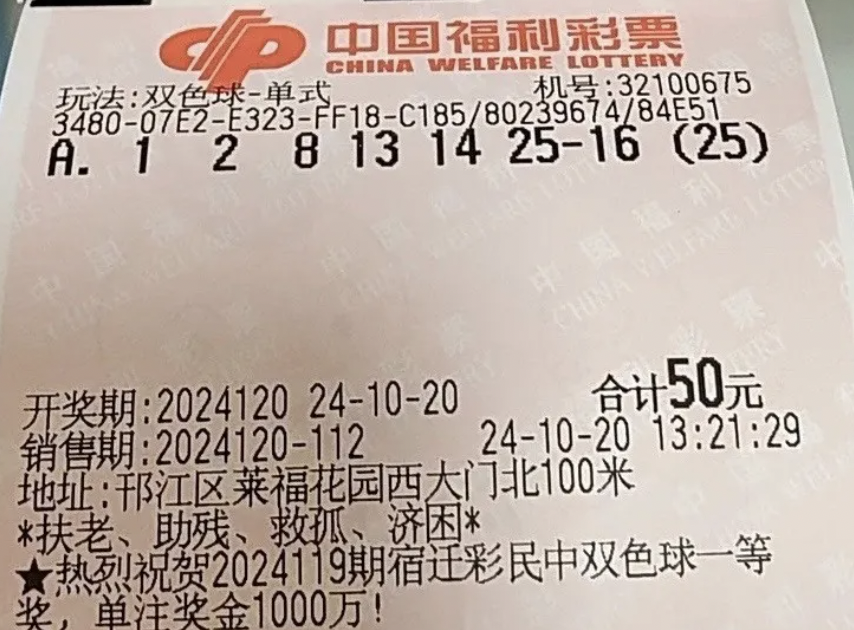 中国福利彩票
CHINA WELFARE LOTTERY
玩法:双色球-单式 机号:32100675
3480-07E2-E323-FF18-C185/80239674/84E51
A. 1 2 8 13 14 25-16 (25)
开奖期:2024120 24-10-20 合计50元
销售期:2024120-112 24-10-20 13:21:29
地址:邗江区莱福花园西大门北100米
*扶老、助残、救孤、济困*
★热烈祝贺2024119期宿迁彩民中双色球一等
奖,单注奖金1000万!